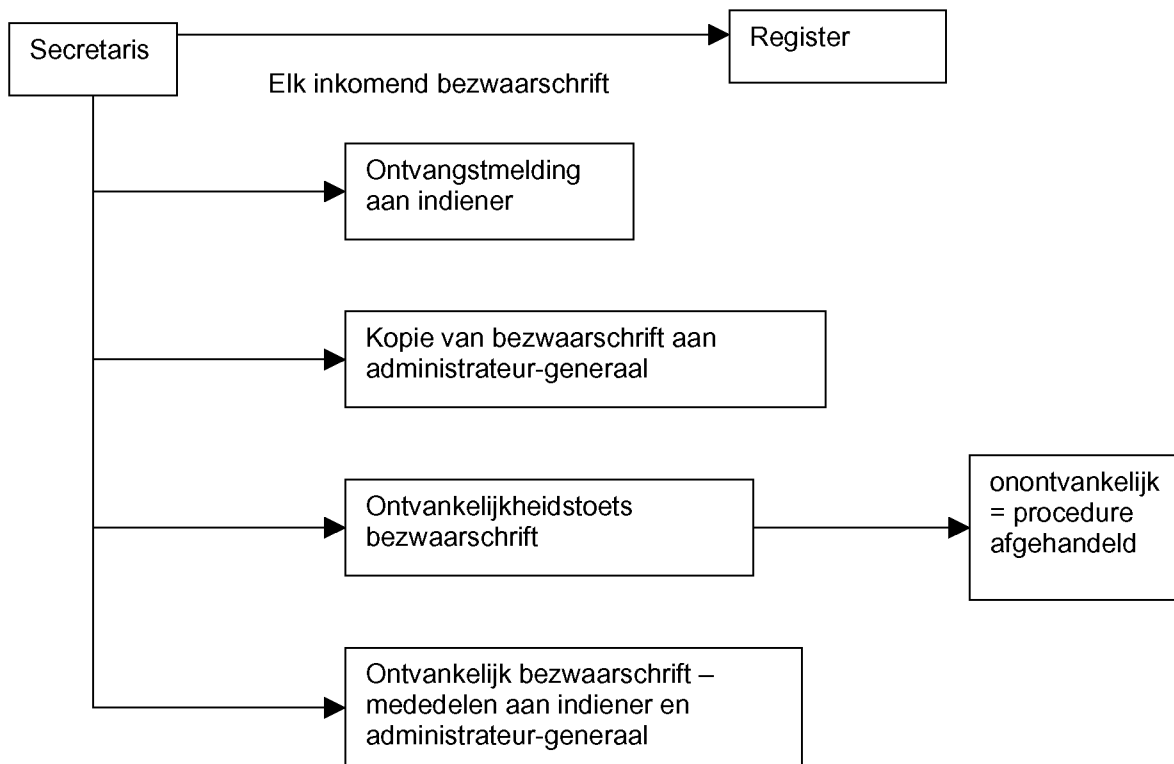 Secretaris
Register
Elk inkomend bezwaarschrift
Ontvangstmelding
aan indiener
Kopie van bezwaarschrift aan
administrateur-generaal
Ontvankelijkheidstoets
bezwaarschrift
onontvankelijk
= procedure
afgehandeld
Ontvankelijk bezwaarschrift –
mededelen aan indiener en
administrateur-generaal